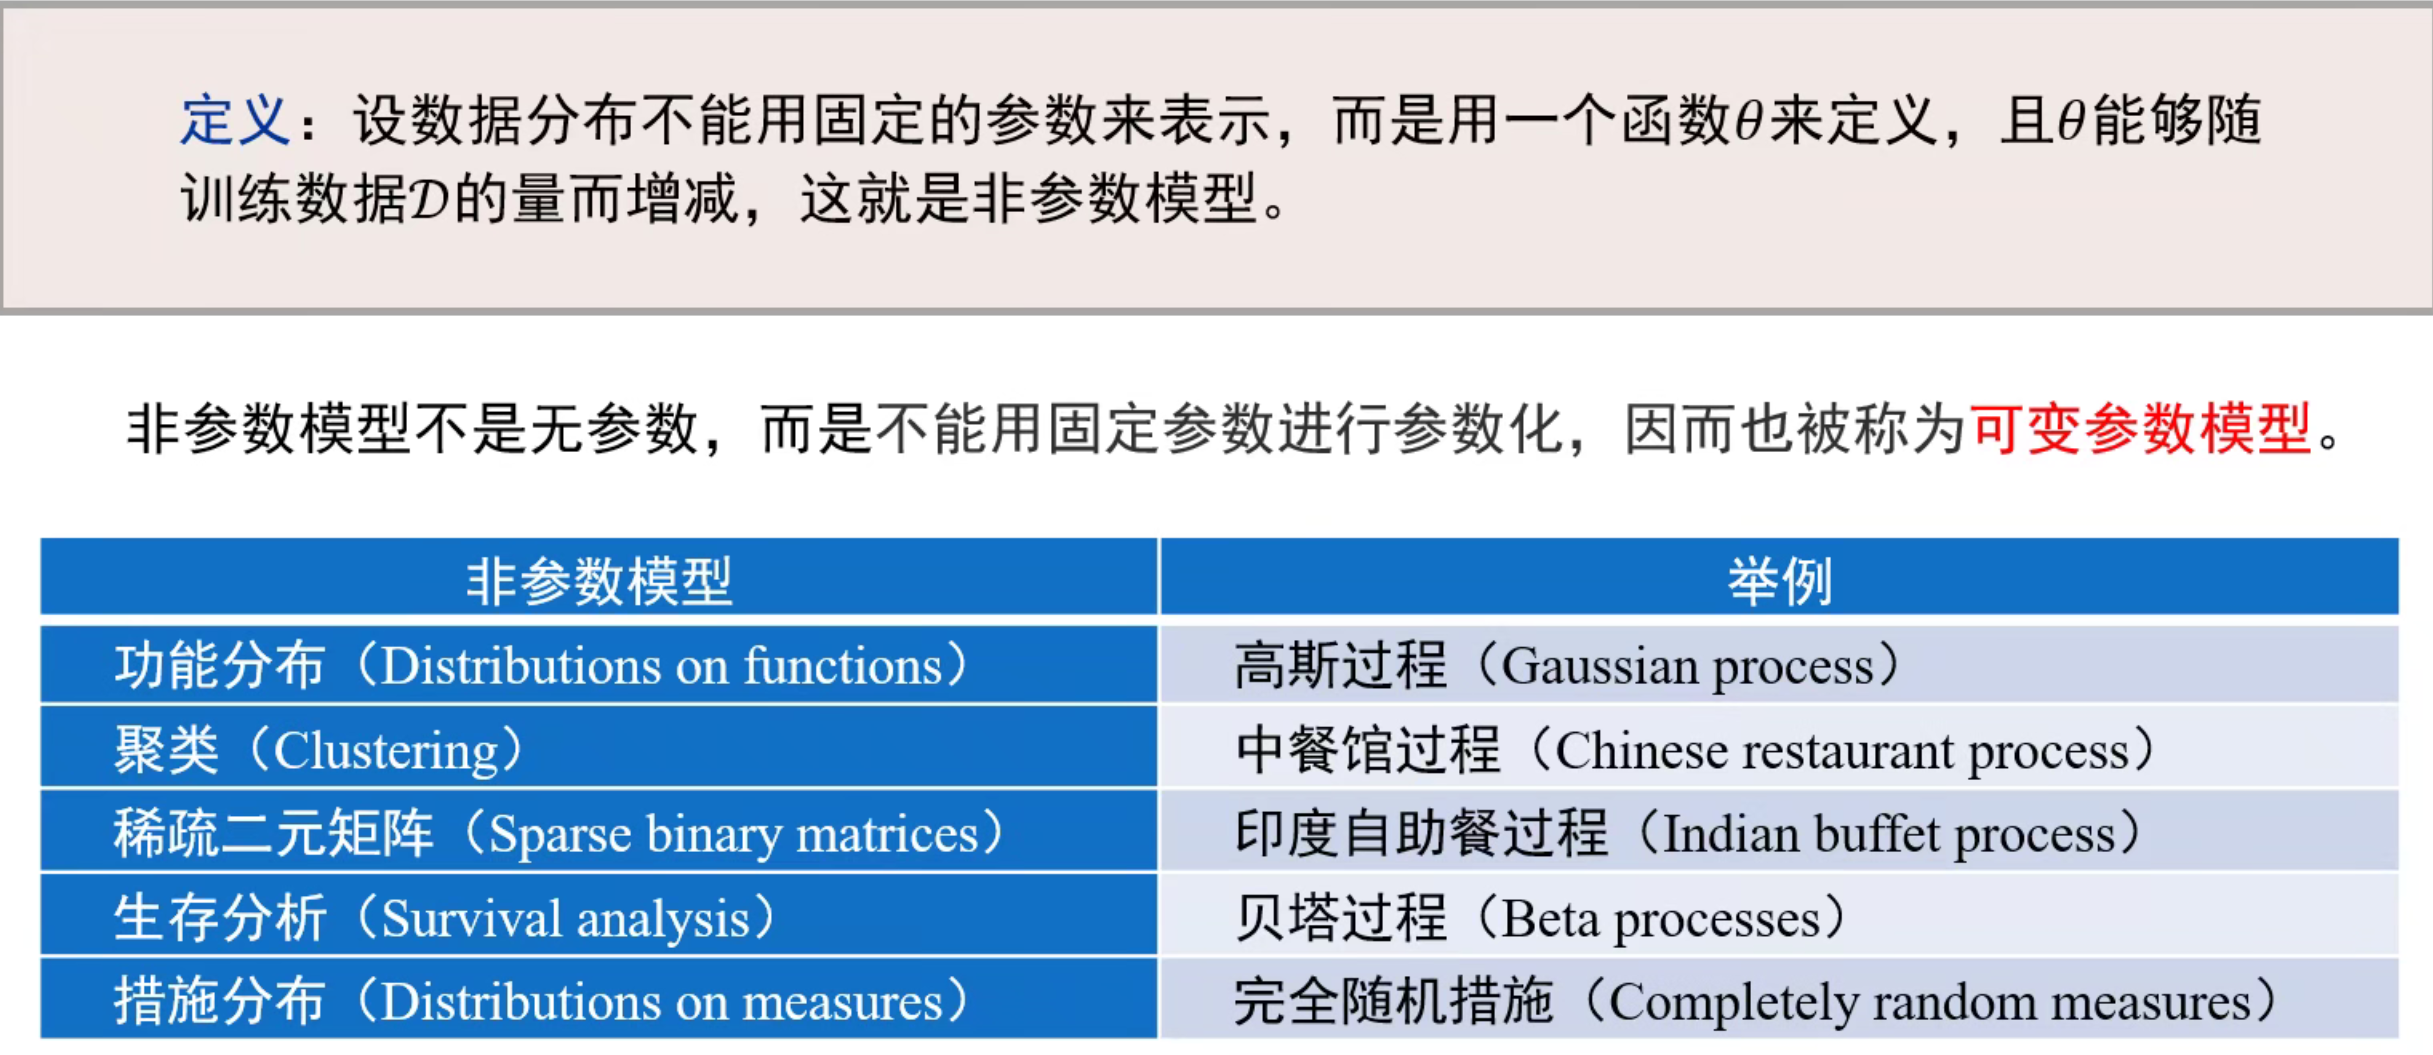 定义：设数据分布不能用固定的参数来表示，而是用一个函数θ来定义，且θ能够随
训练数据𝒟的量而增减，这就是非参数模型。
非参数模型不是无参数，而是不能用固定参数进行参数化，因而也被称为可变参数模型。
非参数模型 举例
功能分布（Distributions on functions） 高斯过程（Gaussian process）
聚类（Clustering） 中餐馆过程（Chinese restaurant process）
稀疏二元矩阵（Sparse binary matrices） 印度自助餐过程（Indian buffet process）
生存分析（Survival analysis） 贝塔过程（Beta processes）
措施分布（Distributions on measures） 完全随机措施（Completely random measures）